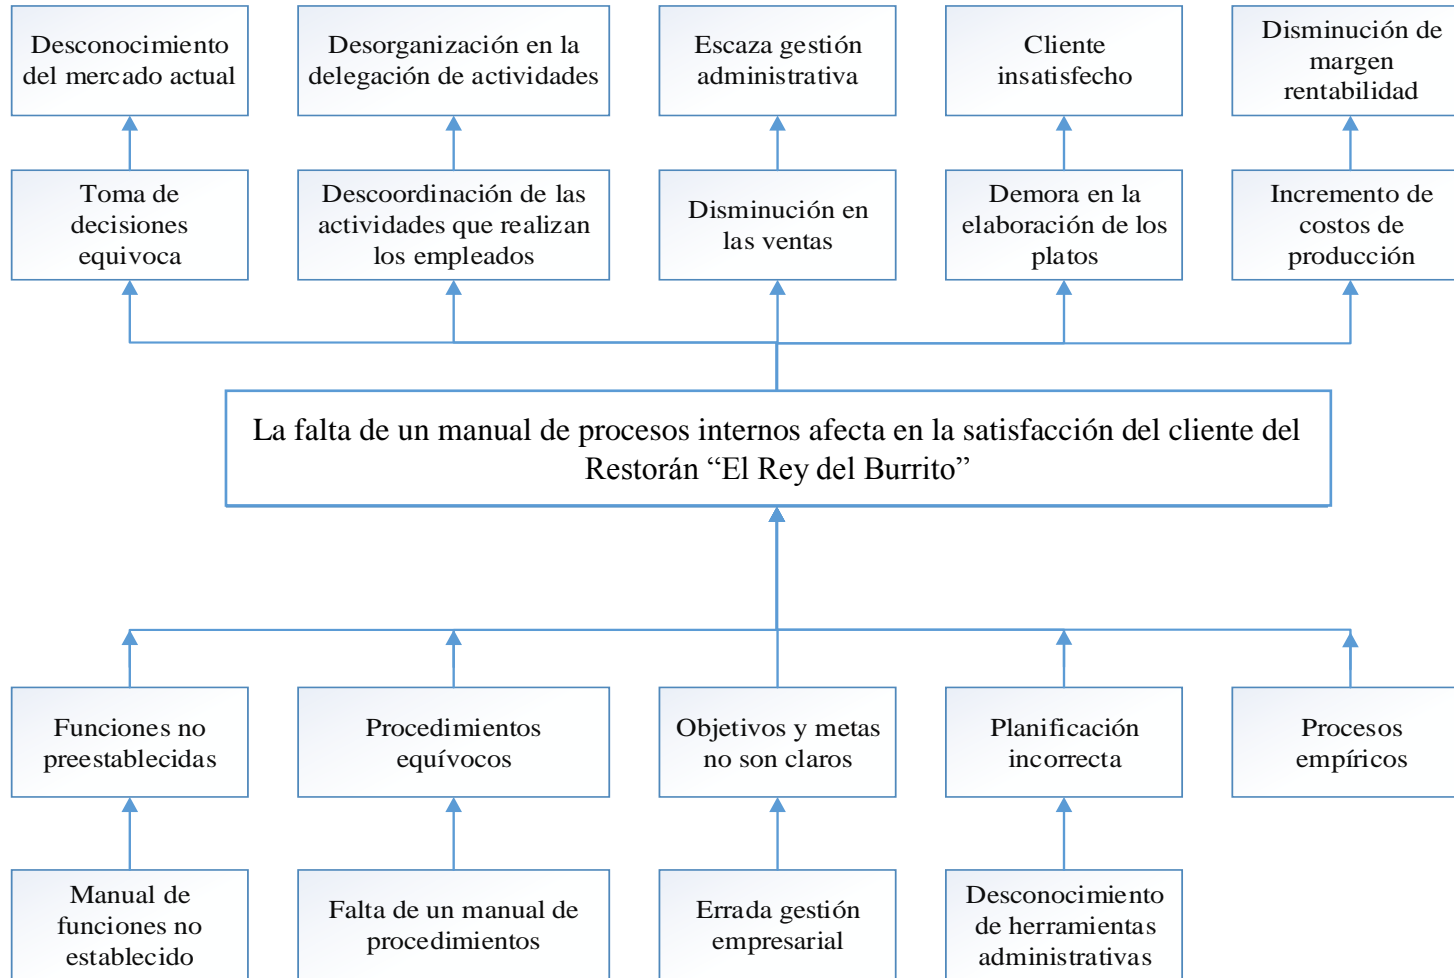 Desconocimiento
del mercado actual
Desorganización en la
delegación de actividades
Escaza gestión
administrativa
Cliente
insatisfecho
Disminución de
margen
rentabilidad
Toma de
decisiones
equivoca
Descoordinación de las
actividades que realizan
los empleados
Disminución en
las ventas
Demora en la
elaboración de los
platos
Incremento de
costos de
producción
La falta de un manual de procesos internos afecta en la satisfacción del cliente del
Restorán “El Rey del Burrito”
Funciones no
preestablecidas
Procedimientos
equívocos
Objetivos y metas
no son claros
Planificación
incorrecta
Procesos
empíricos
Manual de
funciones no
establecido
Falta de un manual de
procedimientos
Errada gestión
empresarial
Desconocimiento
de herramientas
administrativas